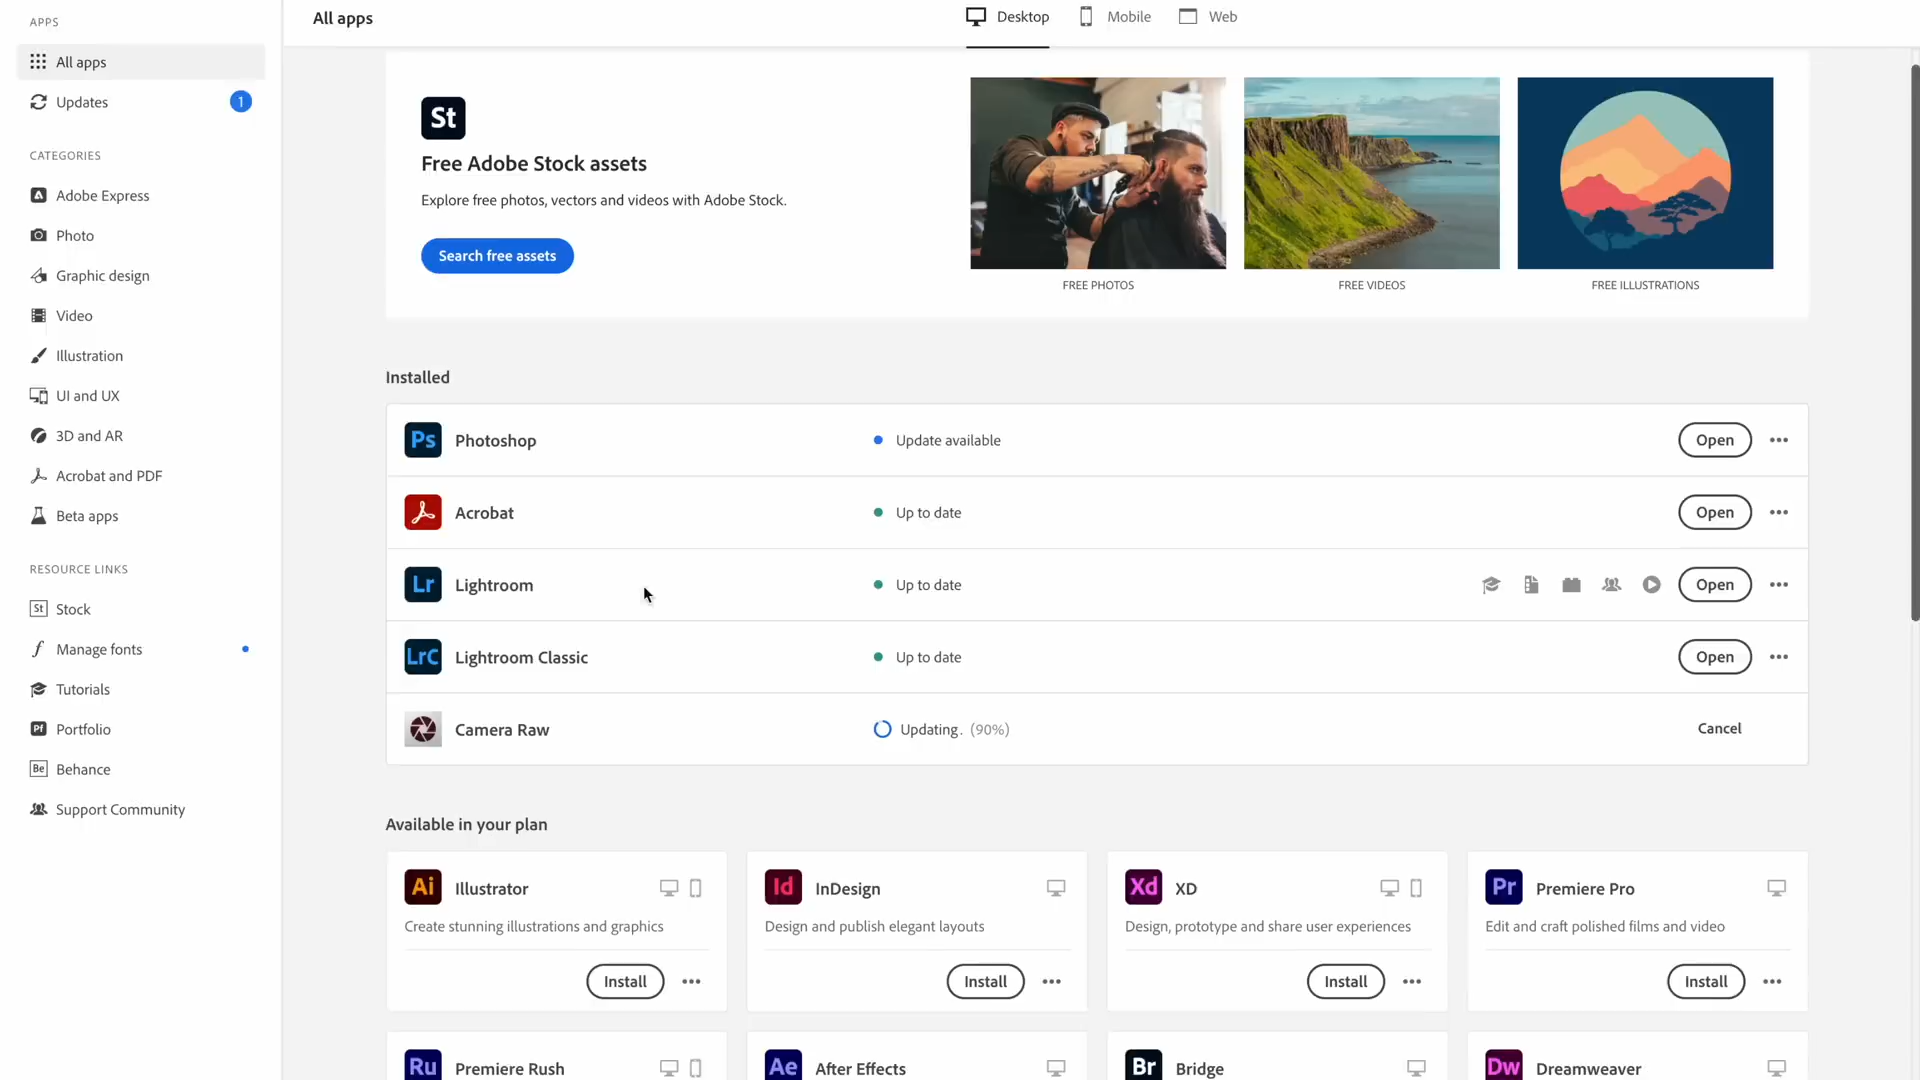 APPS
All apps
Updates 1
CATEGORIES
Adobe Express
Photo
Graphic design
Video
Illustration
UI and UX
3D and AR
Acrobat and PDF
Beta apps
RESOURCE LINKS
St Stock
Manage fonts
Tutorials
Pf Portfolio
Be Behance
Support Community
All apps
Desktop Mobile Web
St
Free Adobe Stock assets
Explore free photos, vectors and videos with Adobe Stock.
Search free assets
FREE PHOTOS FREE VIDEOS FREE ILLUSTRATIONS
Installed
Ps Photoshop Update available Open
Acrobat Up to date Open
Lr Lightroom Up to date Open
LrC Lightroom Classic Up to date Open
Camera Raw Updating. (90%) Cancel
Available in your plan
Ai Illustrator
Create stunning illustrations and graphics
Install
Id InDesign
Design and publish elegant layouts
Install
Xd XD
Design, prototype and share user experiences
Install
Pr Premiere Pro
Edit and craft polished films and video
Install
Ru Premiere Rush
Ae After Effects
Br Bridge
Dw Dreamweaver